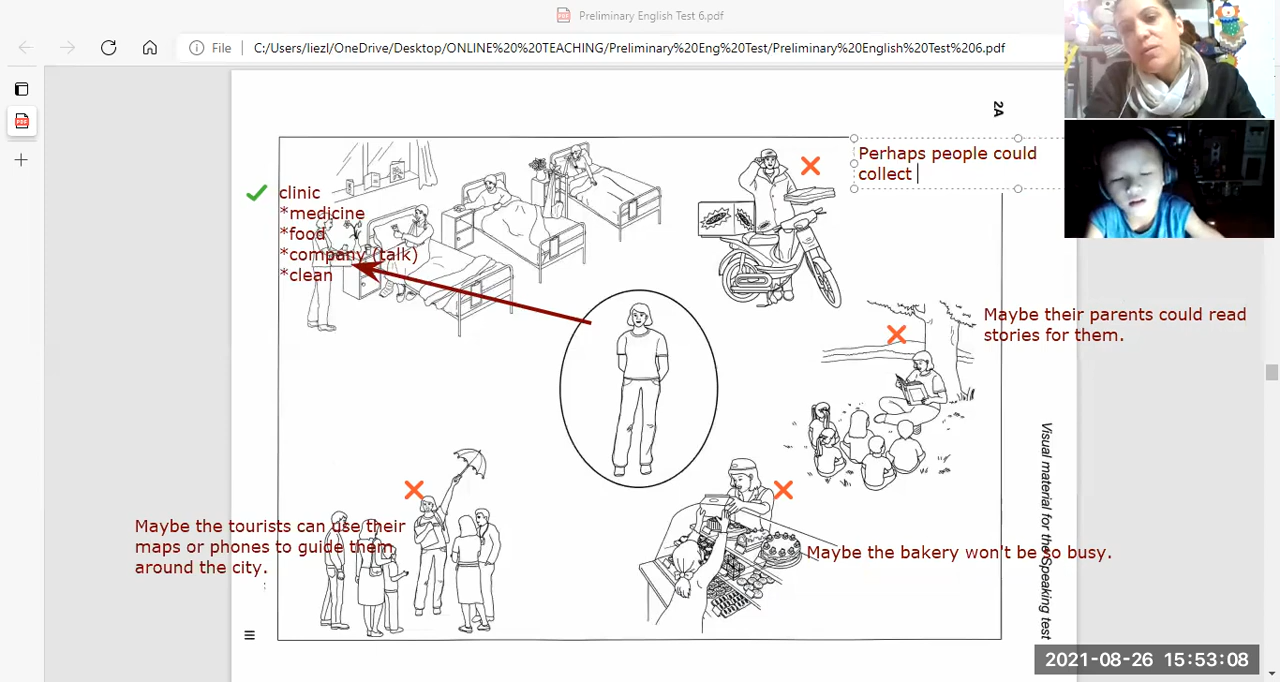 Preliminary English Test 6.pdf
File
C:/Users/liezl/OneDrive/Desktop/ONLINE%20%20TEACHING/Preliminary%20Eng%20Test/Preliminary%20English%20Test%206.pdf
2A
Perhaps people could
collect
clinic
*medicine
*food
*company (talk)
*clean
Maybe their parents could read
stories for them.
Maybe the tourists can use their
maps or phones to guide them
around the city.
Maybe the bakery won't be so busy.
Visual material for the Speaking test
2021-08-26 15:53:08